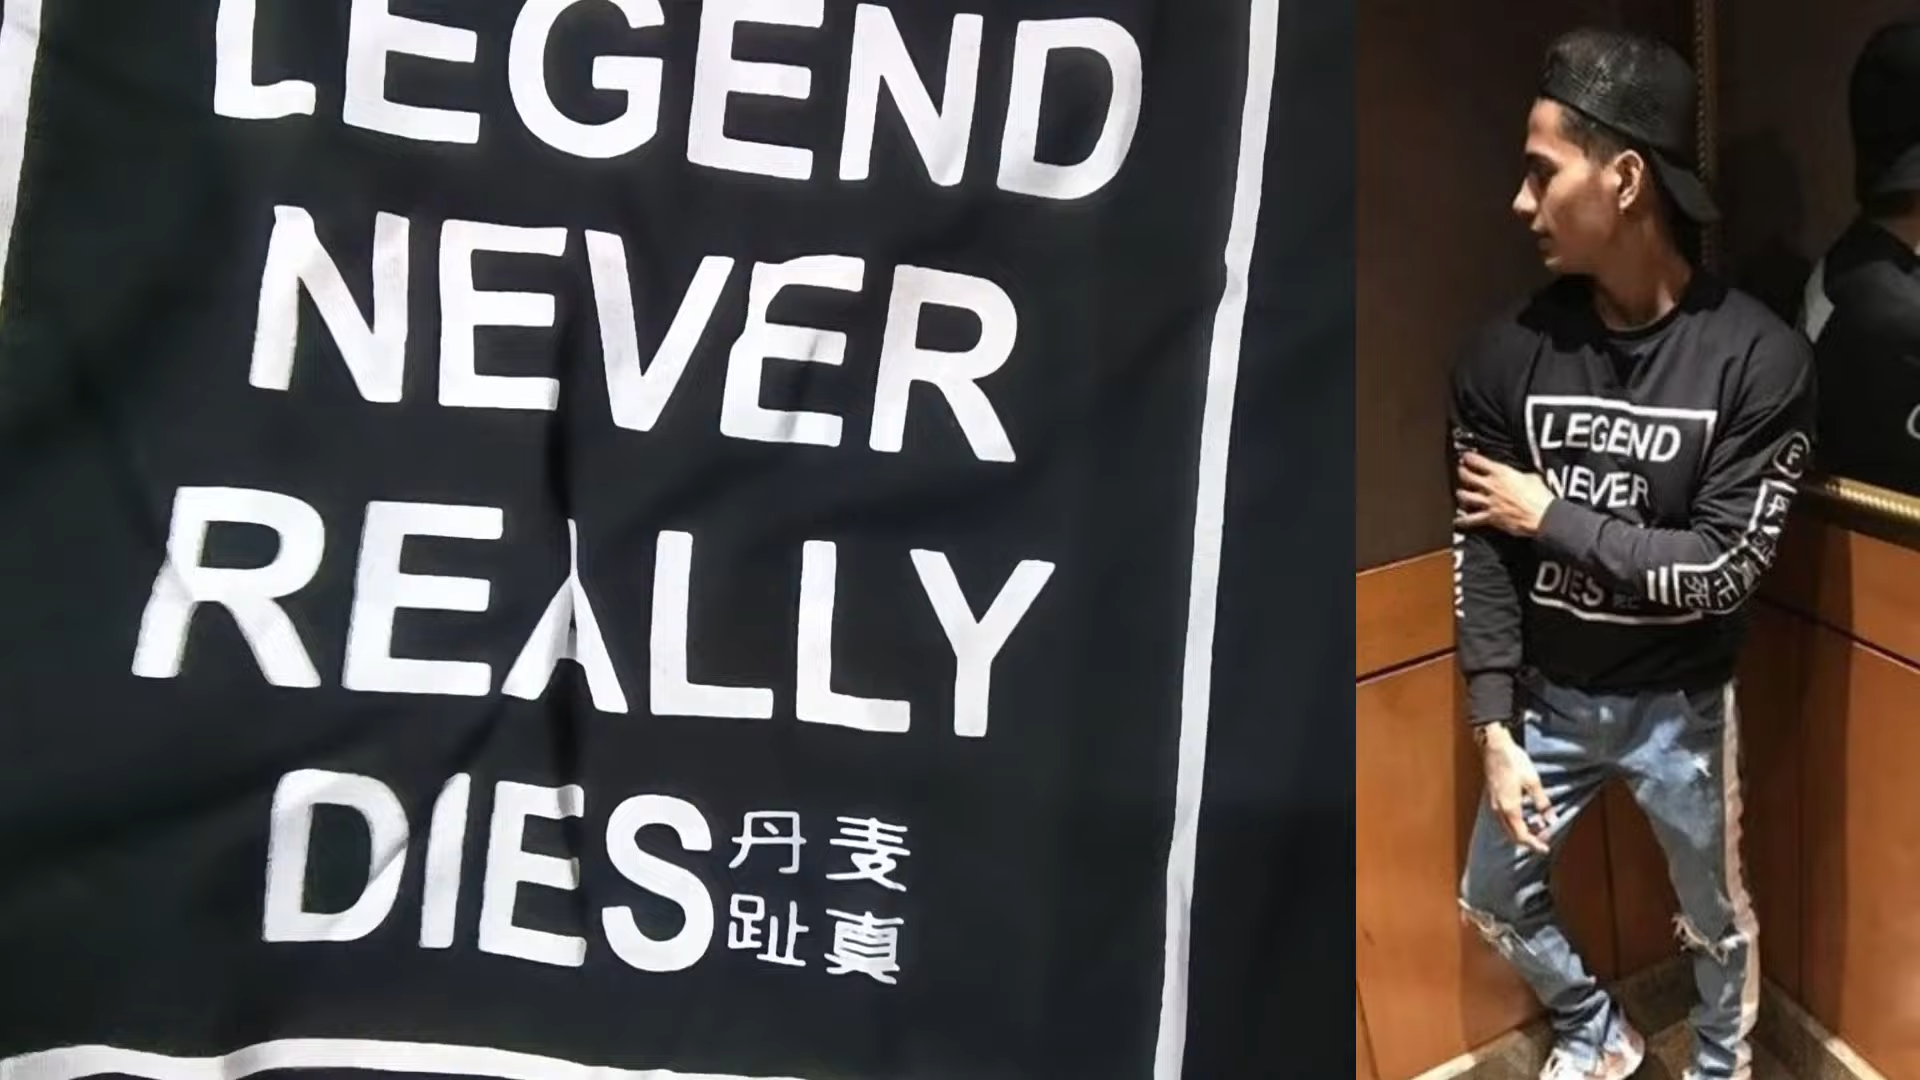 LEGEND
NEVER
REALLY
DIES 丹 麦
趾 真
LEGEND
NEVER
DIES
F